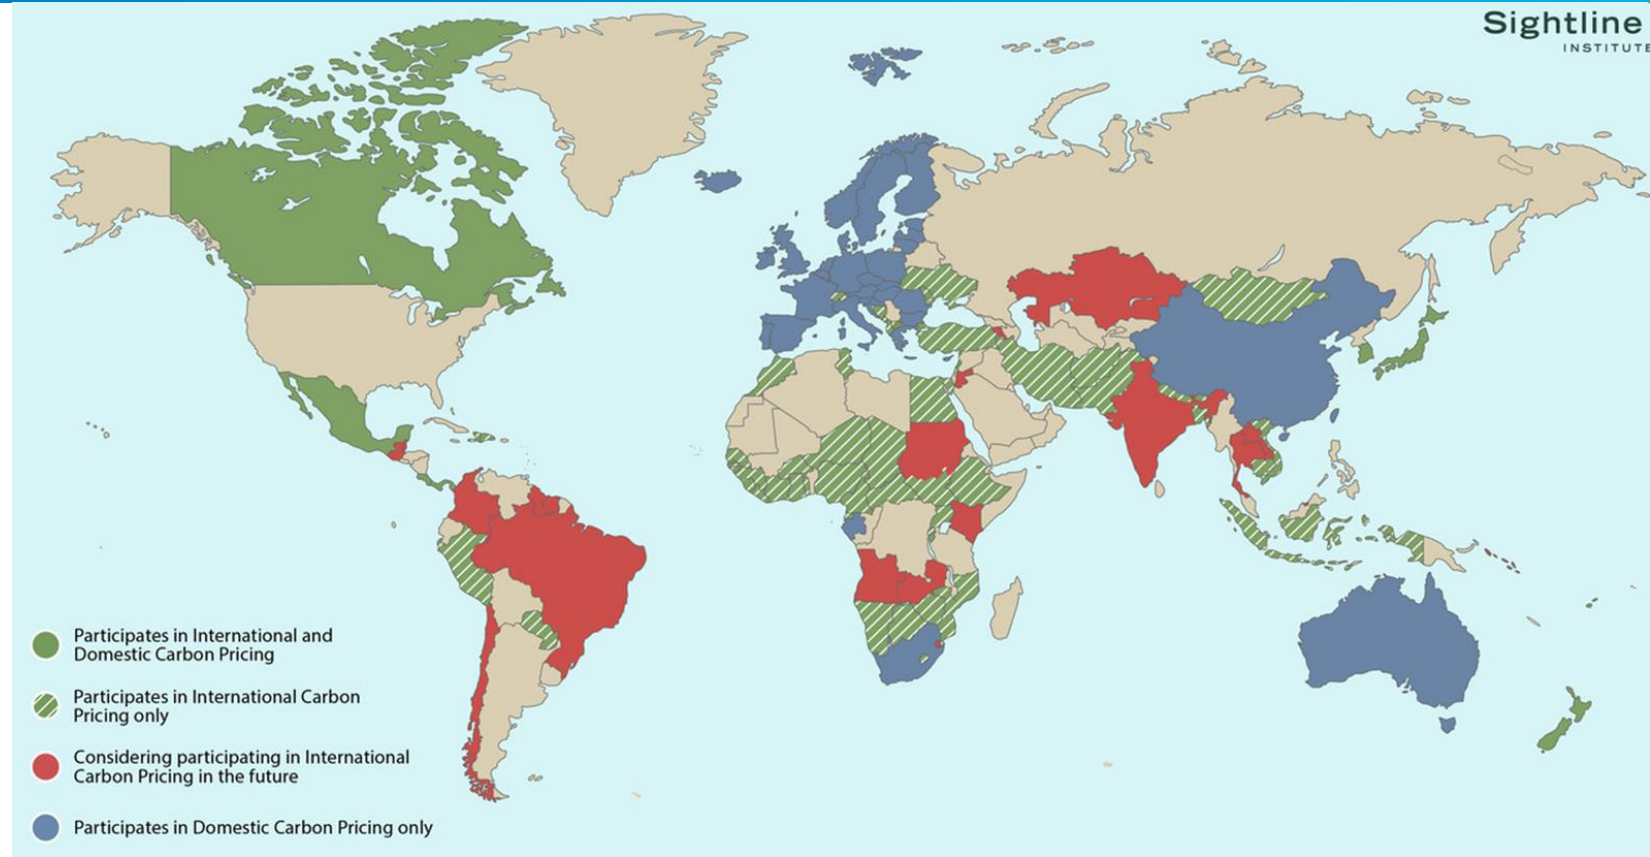 Sightline
INSTITUTE
Participates in International and
Domestic Carbon Pricing
Participates in International Carbon
Pricing only
Considering participating in International
Carbon Pricing in the future
Participates in Domestic Carbon Pricing only